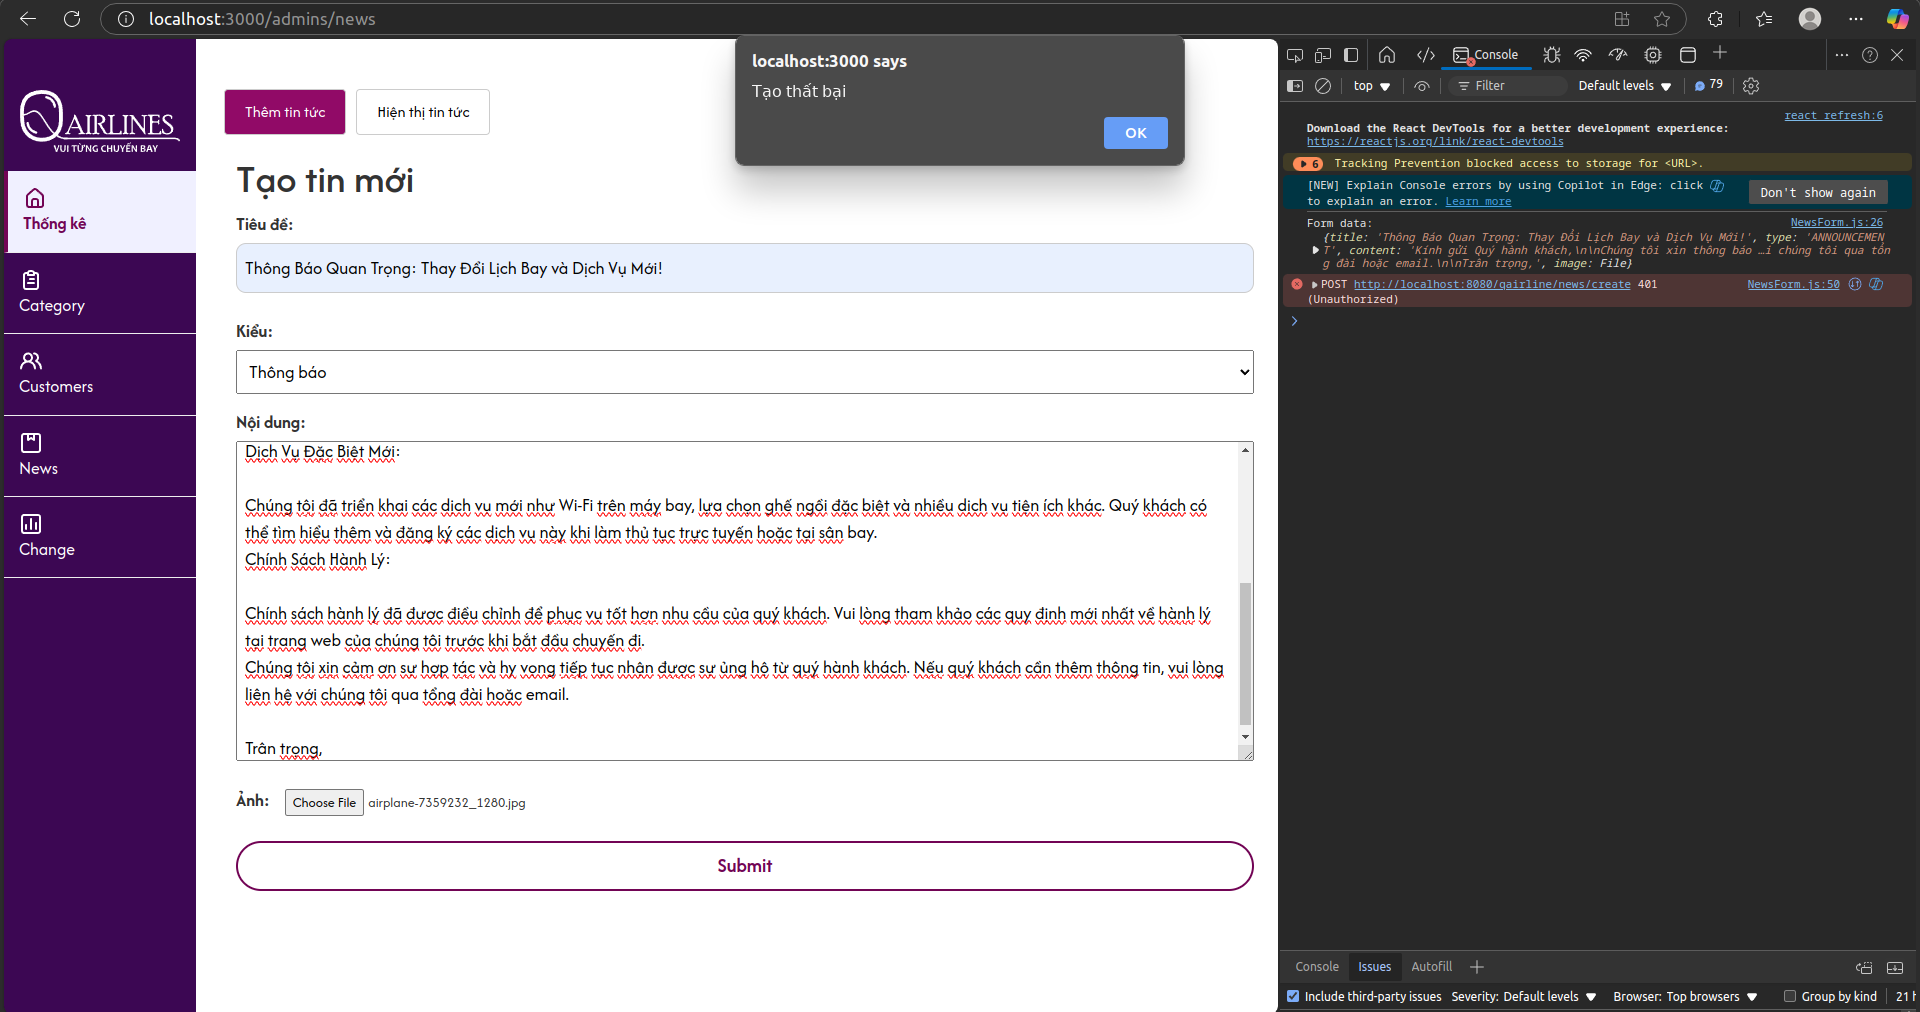 localhost:3000/admins/news
localhost:3000 says
Tạo thất bại
OK
QAIRLINES
VUI TỪNG CHUYẾN BAY
Thống kê
Category
Customers
News
Change
Thêm tin tức
Hiện thị tin tức
Tạo tin mới
Tiêu đề:
Thông Báo Quan Trọng: Thay Đổi Lịch Bay và Dịch Vụ Mới!
Kiểu:
Thông báo
Nội dung:
Dịch Vụ Đặc Biệt Mới:
Chúng tôi đã triển khai các dịch vụ mới như Wi-Fi trên máy bay, lựa chọn ghế ngồi đặc biệt và nhiều dịch vụ tiện ích khác. Quý khách có
thể tìm hiểu thêm và đăng ký các dịch vụ này khi làm thủ tục trực tuyến hoặc tại sân bay.
Chính Sách Hành Lý:
Chính sách hành lý đã được điều chỉnh để phục vụ tốt hơn nhu cầu của quý khách. Vui lòng tham khảo các quy định mới nhất về hành lý
tại trang web của chúng tôi trước khi bắt đầu chuyến đi.
Chúng tôi xin cảm ơn sự hợp tác và hy vọng tiếp tục nhận được sự ủng hộ từ quý hành khách. Nếu quý khách cần thêm thông tin, vui lòng
liên hệ với chúng tôi qua tổng đài hoặc email.
Trân trọng,
Ảnh: Choose File airplane-7359232_1280.jpg
Submit
Console
top Filter Default levels 79
react refresh:6
Download the React DevTools for a better development experience:
https://reactjs.org/link/react-devtools
6 Tracking Prevention blocked access to storage for <URL>.
[NEW] Explain Console errors by using Copilot in Edge: click
to explain an error. Learn more
Don't show again
Form data: NewsForm.js:26
{title: 'Thông Báo Quan Trọng: Thay Đổi Lịch Bay và Dịch Vụ Mới!', type: 'ANNOUNCEMEN
T', content: 'Kính gửi Quý hành khách,\n\nChúng tôi xin thông báo …i chúng tôi qua tổn
g đài hoặc email.\n\nTrân trọng,', image: File}
POST http://localhost:8080/qairline/news/create 401 NewsForm.js:50
(Unauthorized)
Console Issues Autofill
Include third-party issues Severity: Default levels Browser: Top browsers Group by kind 21 h